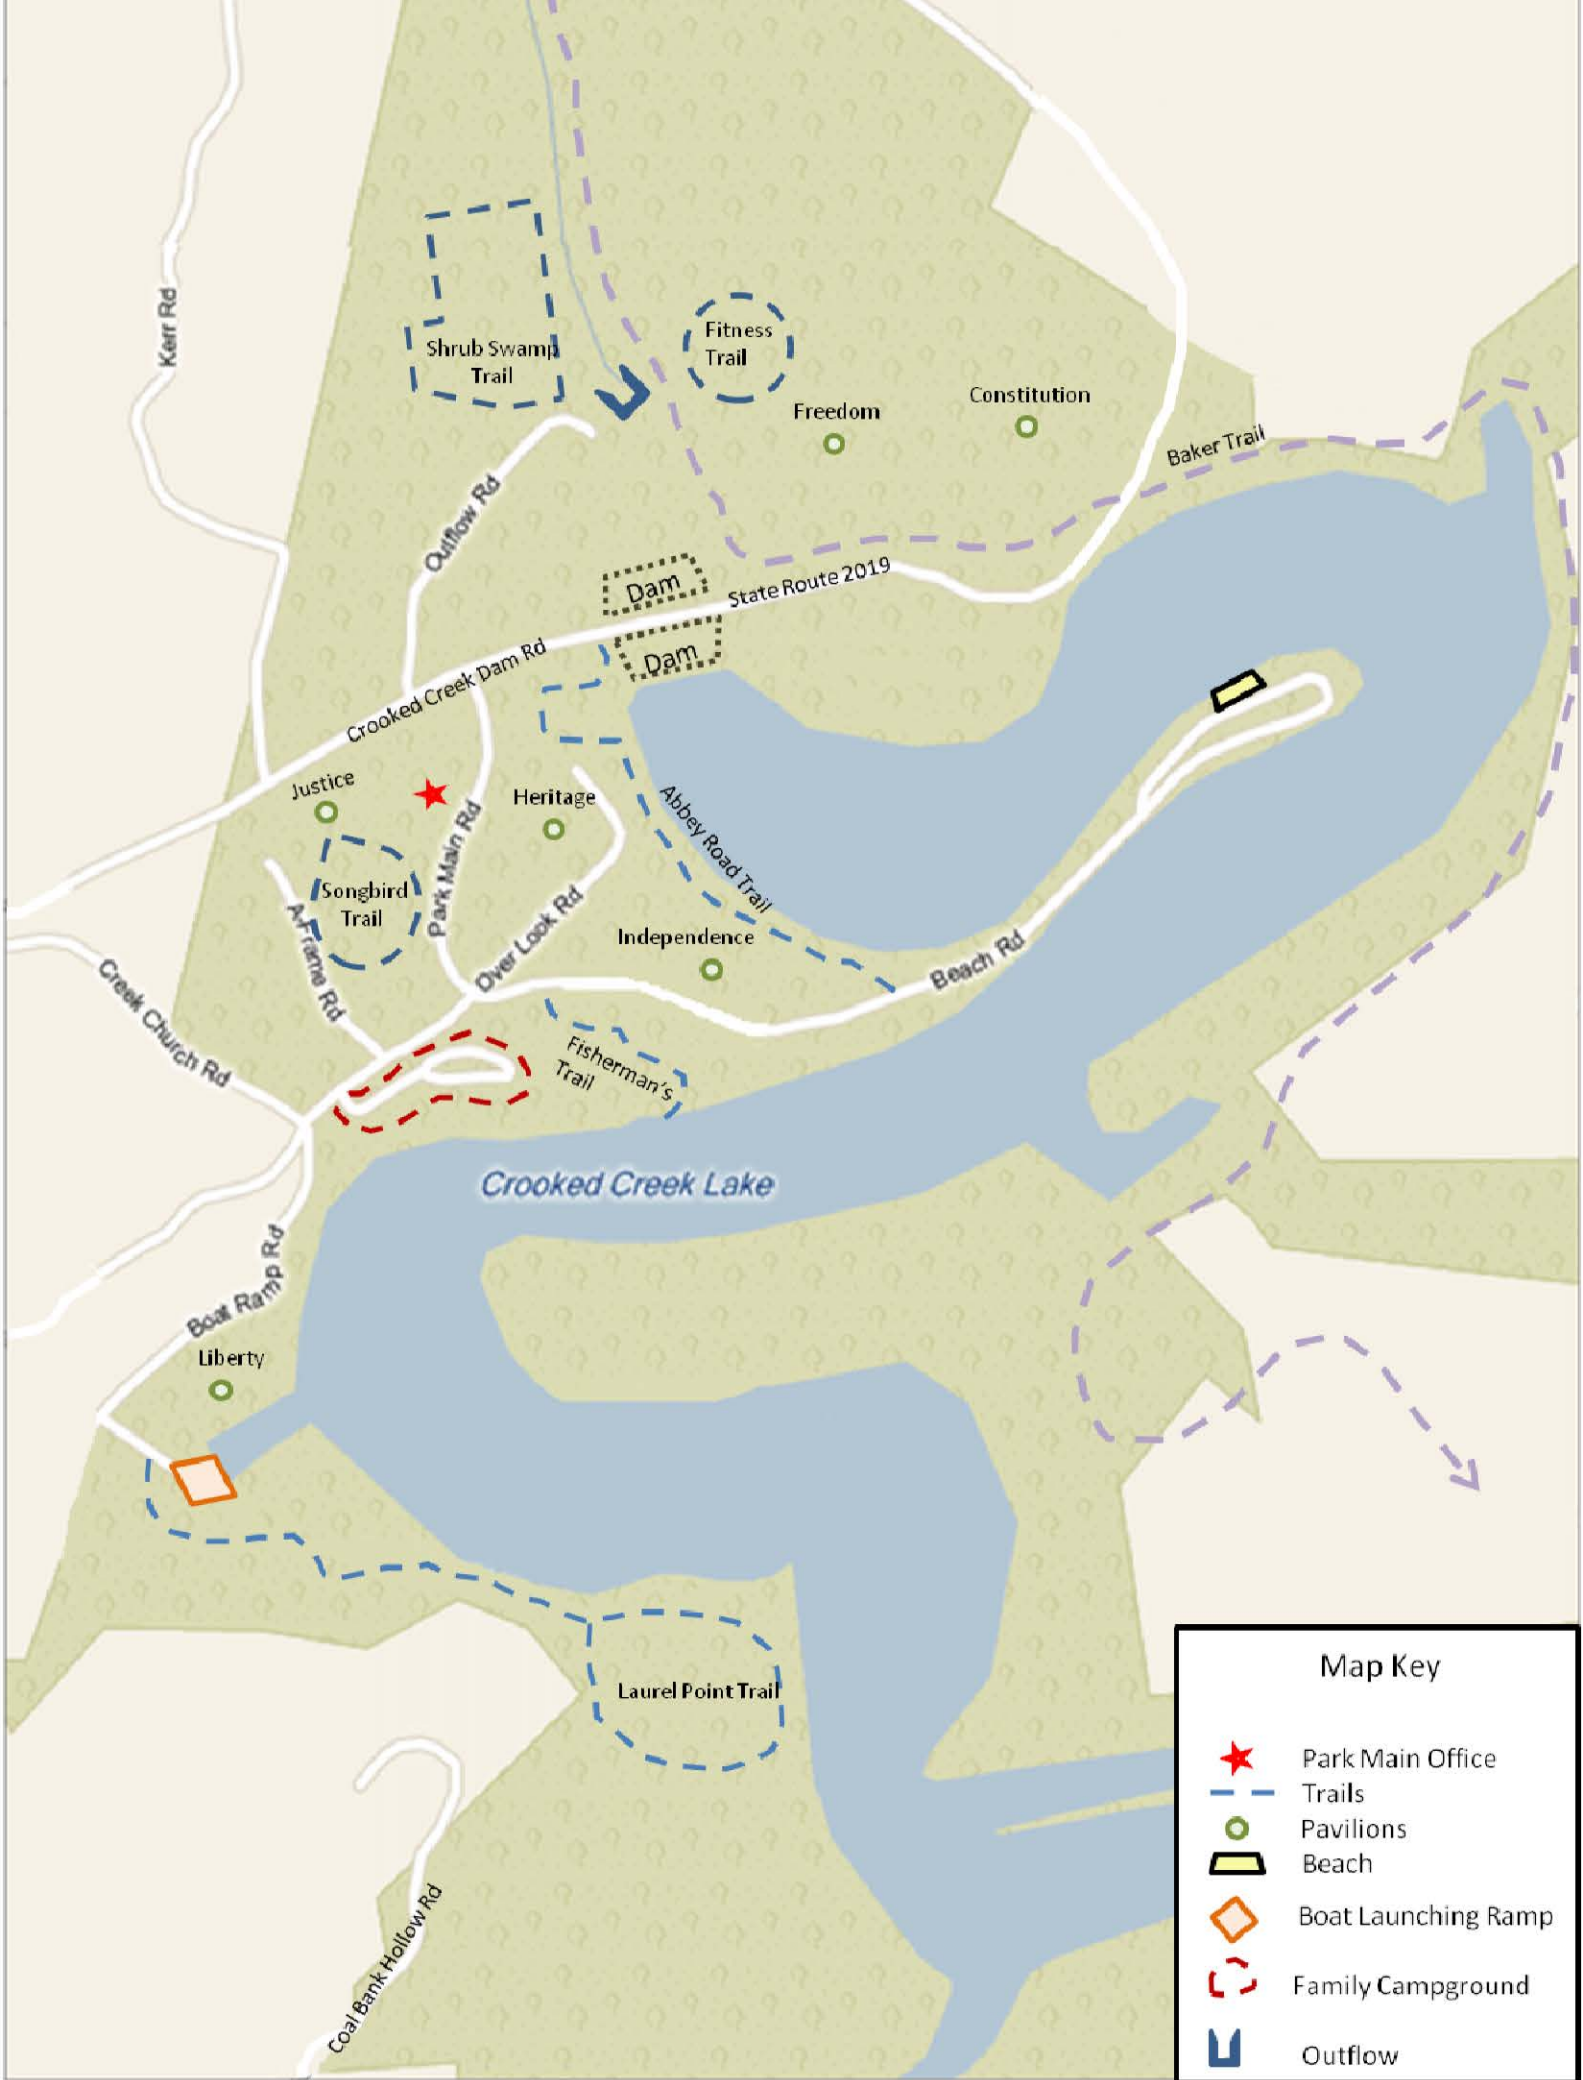 Kerr Rd
Shrub Swamp
Trail
Fitness
Trail
Freedom
Constitution
Baker Trail
Outflow Rd
Dam
State Route 2019
Dam
Crooked Creek Dam Rd
Justice
Heritage
Park Main Rd
Abbey Road Trail
Songbird
Trail
A-Frame Rd
Over Look Rd
Independence
Beach Rd
Creek Church Rd
Fisherman's
Trail
Crooked Creek Lake
Boat Ramp Rd
Liberty
Laurel Point Trail
Coal Bank Hollow Rd
Map Key
Park Main Office
Trails
Pavilions
Beach
Boat Launching Ramp
Family Campground
Outflow